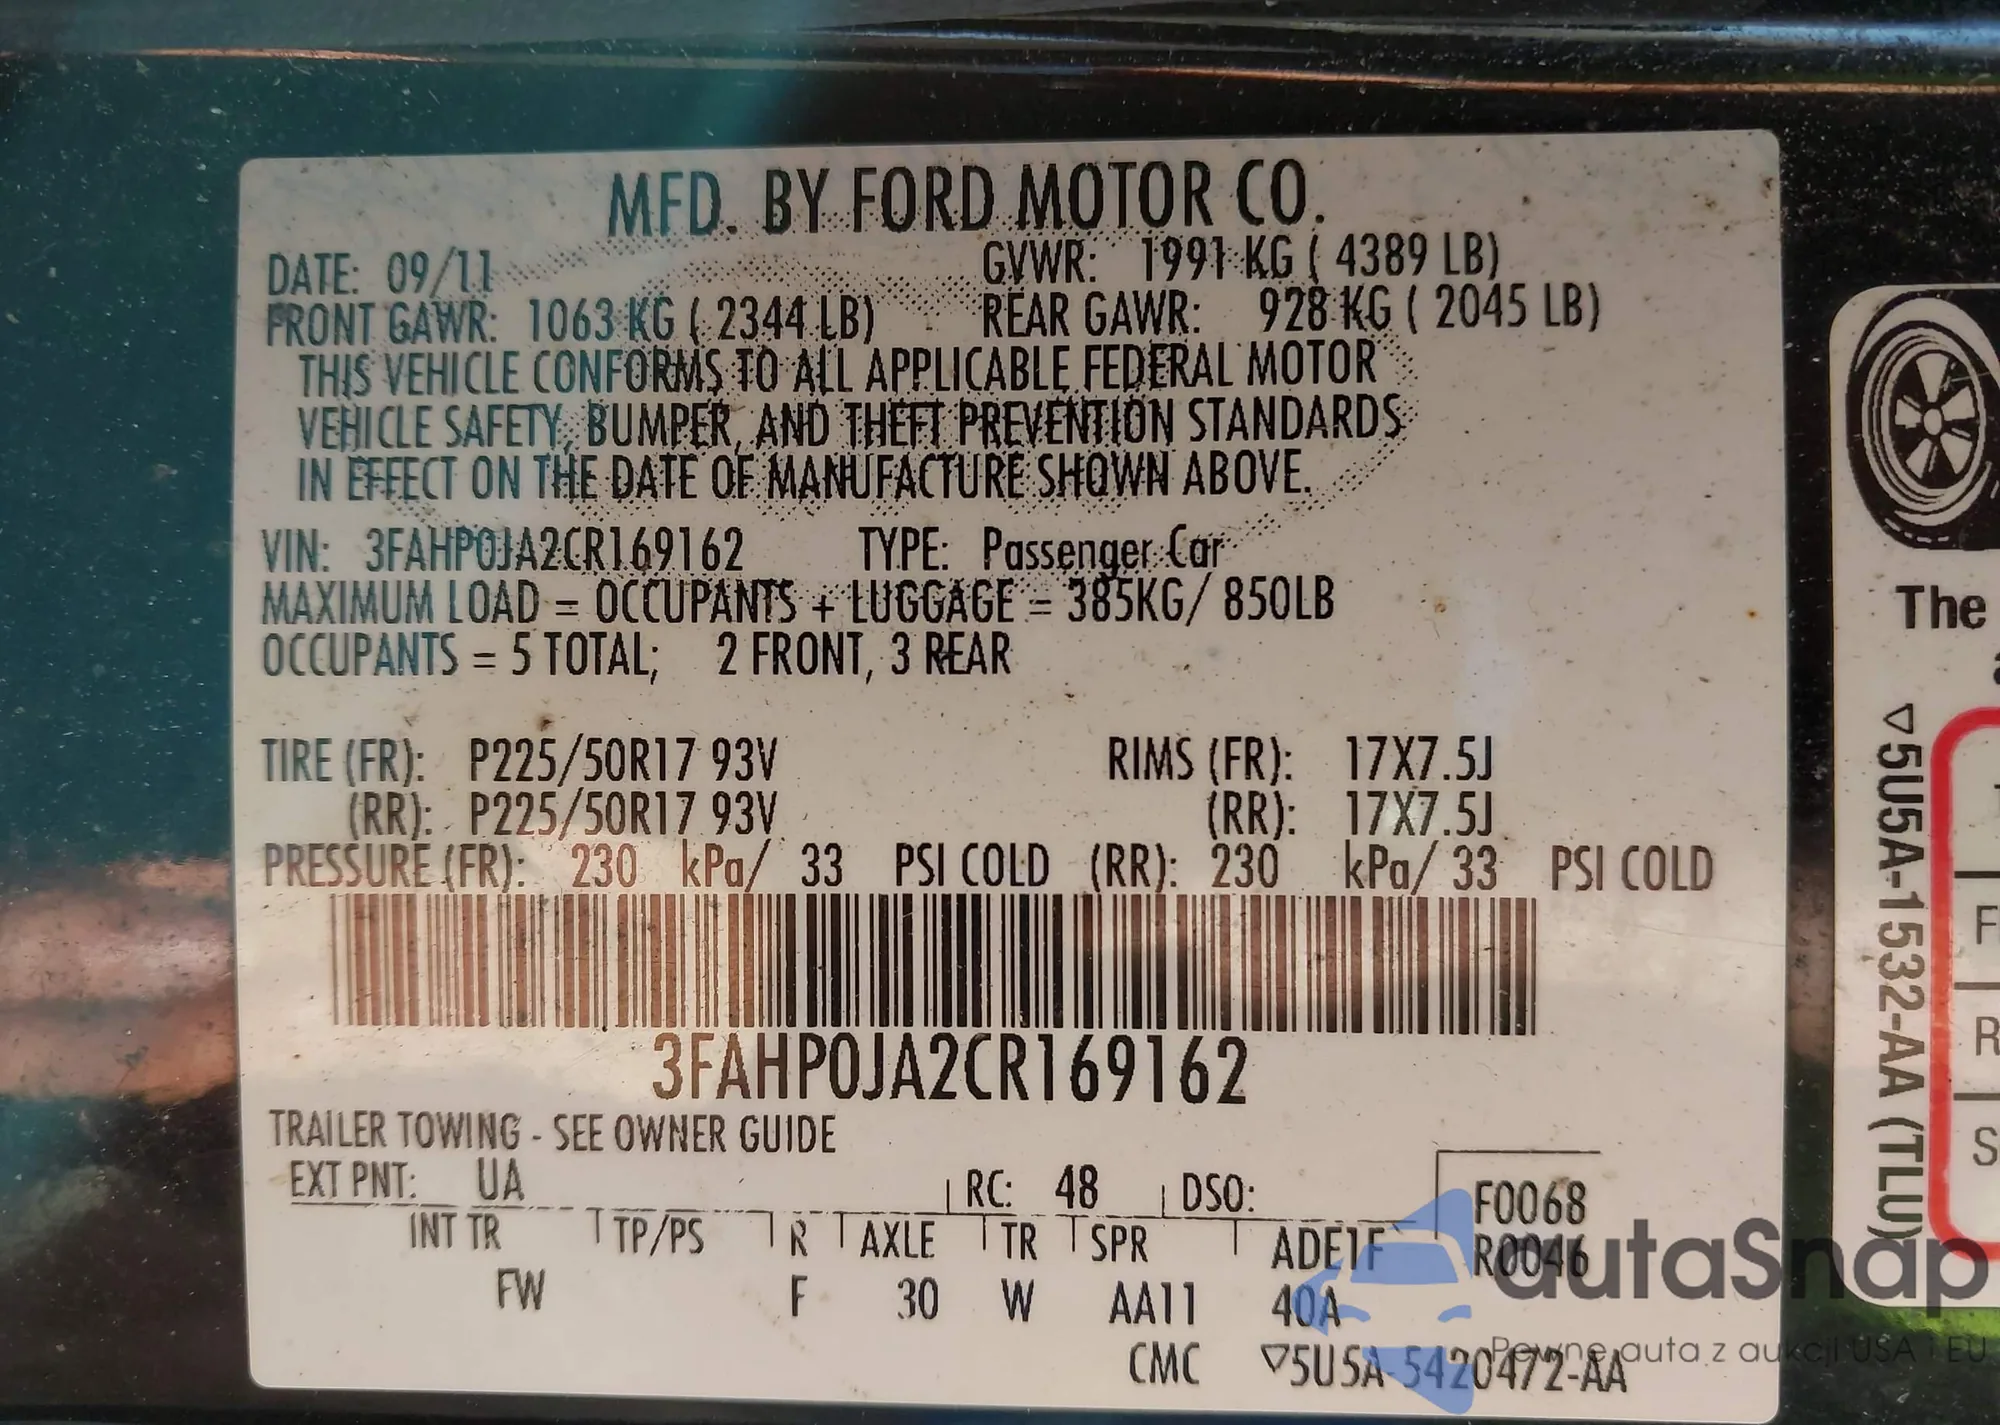 MFD. BY FORD MOTOR CO.
DATE: 09/11 GVWR: 1991 KG ( 4389 LB)
FRONT GAWR: 1063 KG ( 2344 LB) REAR GAWR: 928 KG ( 2045 LB)
THIS VEHICLE CONFORMS TO ALL APPLICABLE FEDERAL MOTOR
VEHICLE SAFETY, BUMPER, AND THEFT PREVENTION STANDARDS
IN EFFECT ON THE DATE OF MANUFACTURE SHOWN ABOVE.
VIN: 3FAHP0JA2CR169162 TYPE: Passenger Car
MAXIMUM LOAD = OCCUPANTS + LUGGAGE = 385KG/ 850LB
OCCUPANTS = 5 TOTAL; 2 FRONT, 3 REAR
TIRE (FR): P225/50R17 93V RIMS (FR): 17X7.5J
(RR): P225/50R17 93V (RR): 17X7.5J
PRESSURE (FR): 230 kPa/ 33 PSI COLD (RR): 230 kPa/ 33 PSI COLD
3FAHP0JA2CR169162
TRAILER TOWING - SEE OWNER GUIDE
EXT PNT: UA RC: 48 DSO:
F0068
R0046
INT TR TP/PS R AXLE TR SPR ADE1F
FW F 30 W AA11 40A
CMC ▽5U5A-5420472-AA
The
▽5U5A-1532-AA (TLU)
F
R
S
autaSnap
Pewne auta z aukcji USA i EU